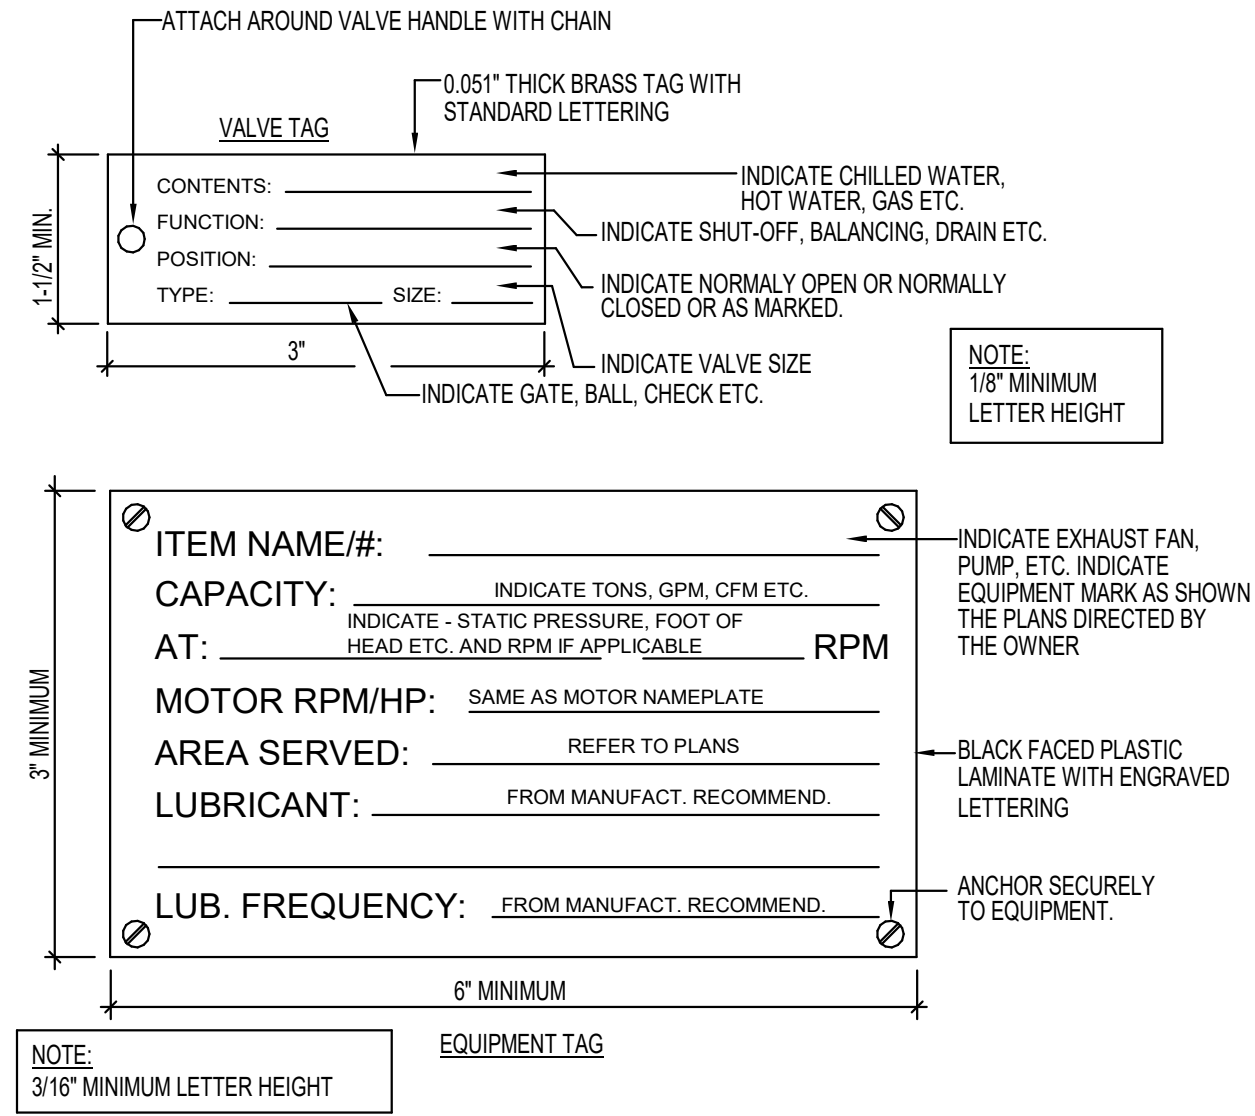 ATTACH AROUND VALVE HANDLE WITH CHAIN
0.051" THICK BRASS TAG WITH
STANDARD LETTERING
VALVE TAG
1-1/2" MIN.
CONTENTS:
INDICATE CHILLED WATER,
HOT WATER, GAS ETC.
FUNCTION:
INDICATE SHUT-OFF, BALANCING, DRAIN ETC.
POSITION:
INDICATE NORMALY OPEN OR NORMALLY
CLOSED OR AS MARKED.
TYPE: SIZE:
3"
INDICATE VALVE SIZE
INDICATE GATE, BALL, CHECK ETC.
NOTE:
1/8" MINIMUM
LETTER HEIGHT
3" MINIMUM
ITEM NAME/#:
INDICATE EXHAUST FAN,
PUMP, ETC. INDICATE
EQUIPMENT MARK AS SHOWN
THE PLANS DIRECTED BY
THE OWNER
CAPACITY: INDICATE TONS, GPM, CFM ETC.
INDICATE - STATIC PRESSURE, FOOT OF
AT: HEAD ETC. AND RPM IF APPLICABLE RPM
MOTOR RPM/HP: SAME AS MOTOR NAMEPLATE
AREA SERVED: REFER TO PLANS
BLACK FACED PLASTIC
LAMINATE WITH ENGRAVED
LETTERING
LUBRICANT: FROM MANUFACT. RECOMMEND.
LUB. FREQUENCY: FROM MANUFACT. RECOMMEND.
ANCHOR SECURELY
TO EQUIPMENT.
6" MINIMUM
EQUIPMENT TAG
NOTE:
3/16" MINIMUM LETTER HEIGHT